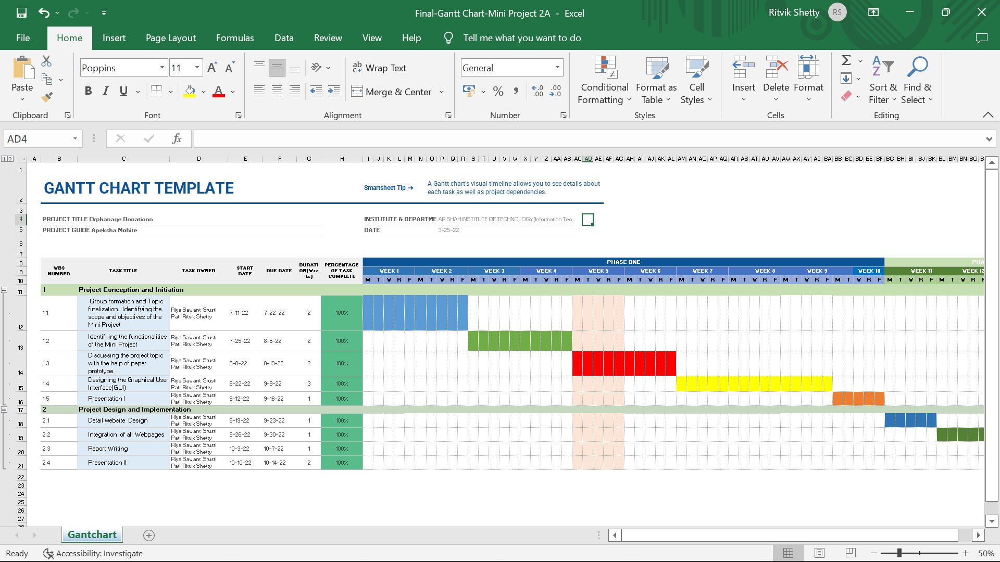 Final-Gantt Chart-Mini Project 2A - Excel
Ritvik Shetty RS
File Home Insert Page Layout Formulas Data Review View Help Tell me what you want to do
Poppins 11
ab Wrap Text
General
Paste
B I U A
Merge & Center
% , .00
Conditional Formatting
Format as Table
Cell Styles
Insert Delete Format
Sort & Filter
Find & Select
Clipboard Font Alignment Number Styles Cells Editing
AD4 fx
1 2 A B C D E F G H I J K L M N O P Q R S T U V W X Y Z AA AB AC AD AE AF AG AH AI AJ AK AL AM AN AO AP AQ AR AS AT AU AV AW AX AY AZ BA BB BC BD BE BF BG BH BI BJ BK BL BM BN BO B
GANTT CHART TEMPLATE
Smartsheet Tip ➔
A Gantt chart's visual timeline allows you to see details about
each task as well as project dependencies.
PROJECT TITLE Orphanage Donationn
INSTUTUTE & DEPARTME AP SHAH INSTITUTE OF TECHNOLOGY(Information Tec
PROJECT GUIDE Apeksha Mohite
DATE 3-25-22
WBS NUMBER
TASK TITLE
TASK OWNER
START DATE
DUE DATE
DURATI
ON(Wee
ks)
PERCENTAGE
OF TASK
COMPLETE
PHASE ONE PHA
WEEK 1 WEEK 2 WEEK 3 WEEK 4 WEEK 5 WEEK 6 WEEK 7 WEEK 8 WEEK 9 WEEK 10 WEEK 11 WEEK 12
M T W R F M T W R F M T W R F M T W R F M T W R F M T W R F M T W R F M T W R F M T W R F M T W R F M T W R F M T W R F
1 Project Conception and Initiation
1.1 Group formation and Topic
finalization. Identifying the
scope and objectives of the
Mini Project
Riya Sawant Srusti
Patil Ritvik Shetty
7-11-22 7-22-22 2 100%
1.2 Identifying the functionalities
of the Mini Project
Riya Sawant Srusti
Patil Ritvik Shetty
7-25-22 8-5-22 2 100%
1.3 Discussing the project topic
with the help of paper
prototype.
Riya Sawant Srusti
Patil Ritvik Shetty
8-8-22 8-19-22 2 100%
1.4 Designing the Graphical User
Interface(GUI)
Riya Sawant Srusti
Patil Ritvik Shetty
8-22-22 9-9-22 3 100%
1.5 Presentation I
Riya Sawant Srusti
Patil Ritvik Shetty
9-12-22 9-16-22 1 100%
2 Project Design and Implementation
2.1 Detail website Design
Riya Sawant Srusti
Patil Ritvik Shetty
9-19-22 9-23-22 1 100%
2.2 Integration of all Webpages
Riya Sawant Srusti
Patil Ritvik Shetty
9-26-22 9-30-22 1 100%
2.3 Report Writing
Riya Sawant Srusti
Patil Ritvik Shetty
10-3-22 10-7-22 1 100%
2.4 Presentation II
Riya Sawant Srusti
Patil Ritvik Shetty
10-10-22 10-14-22 2 100%
1
2
3
4
5
6
7
8
9
10
11
12
13
14
15
16
17
18
19
20
21
22
23
24
25
26
27
Gantchart
Ready Accessibility: Investigate 50%